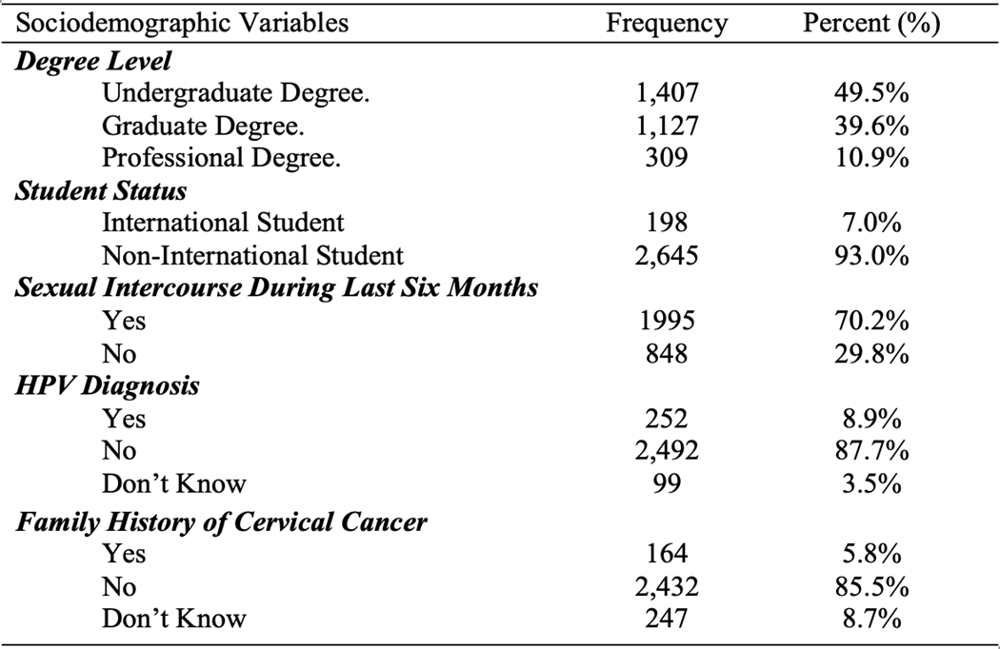 Sociodemographic Variables Frequency Percent (%)
Degree Level
Undergraduate Degree. 1,407 49.5%
Graduate Degree. 1,127 39.6%
Professional Degree. 309 10.9%
Student Status
International Student 198 7.0%
Non-International Student 2,645 93.0%
Sexual Intercourse During Last Six Months
Yes 1995 70.2%
No 848 29.8%
HPV Diagnosis
Yes 252 8.9%
No 2,492 87.7%
Don’t Know 99 3.5%
Family History of Cervical Cancer
Yes 164 5.8%
No 2,432 85.5%
Don’t Know 247 8.7%